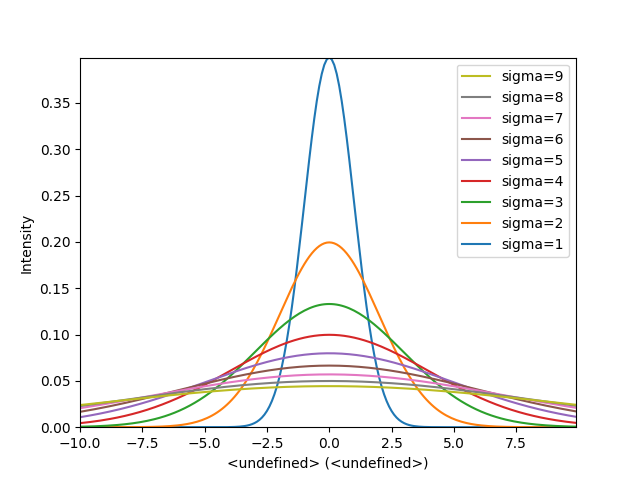 sigma=9
sigma=8
sigma=7
sigma=6
sigma=5
sigma=4
sigma=3
sigma=2
sigma=1
Intensity
0.35
0.30
0.25
0.20
0.15
0.10
0.05
0.00
−10.0 −7.5 −5.0 −2.5 0.0 2.5 5.0 7.5
<undefined> (<undefined>)